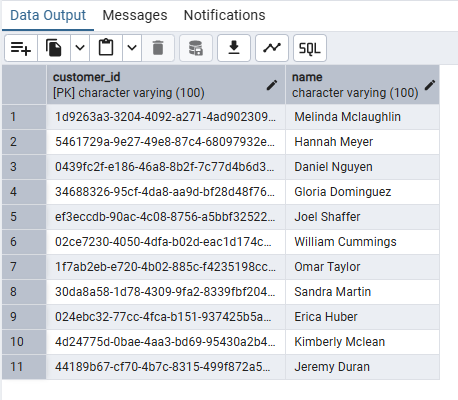 Data Output Messages Notifications
SQL
customer_id name
[PK] character varying (100) character varying (100)
1 1d9263a3-3204-4092-a271-4ad902309... Melinda Mclaughlin
2 5461729a-9e27-49e8-87c4-68097932e... Hannah Meyer
3 0439fc2f-e186-46a8-8b2f-7c77d4b6d3... Daniel Nguyen
4 34688326-95cf-4da8-aa9d-bf28d48f76... Gloria Dominguez
5 ef3eccdb-90ac-4c08-8756-a5bbf32522... Joel Shaffer
6 02ce7230-4050-4dfa-b02d-eac1d174c... William Cummings
7 1f7ab2eb-e720-4b02-885c-f4235198cc... Omar Taylor
8 30da8a58-1d78-4309-9fa2-8339fbf204... Sandra Martin
9 024ebc32-77cc-4fca-b151-937425b5a... Erica Huber
10 4d24775d-0bae-4aa3-bd69-95430a2b4... Kimberly Mclean
11 44189b67-cf70-4b7c-8315-499f872a5... Jeremy Duran